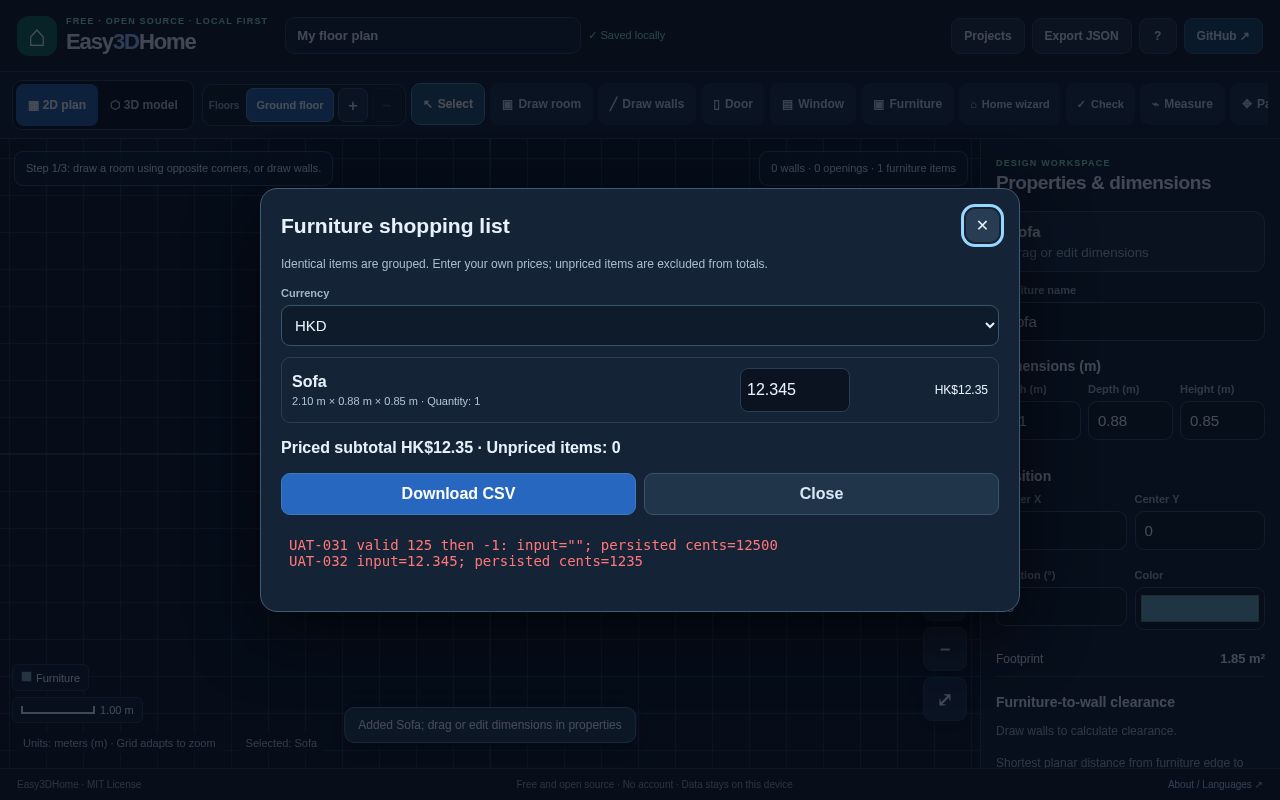 FREE · OPEN SOURCE · LOCAL FIRST
Easy3DHome
My floor plan
✓ Saved locally
Projects
Export JSON
?
GitHub ↗
2D plan
3D model
Floors
Ground floor
+
−
Select
Draw room
Draw walls
Door
Window
Furniture
Home wizard
✓ Check
Measure
Step 1/3: draw a room using opposite corners, or draw walls.
0 walls · 0 openings · 1 furniture items
DESIGN WORKSPACE
Properties & dimensions
Furniture shopping list
×
Identical items are grouped. Enter your own prices; unpriced items are excluded from totals.
Currency
HKD
Sofa
2.10 m × 0.88 m × 0.85 m · Quantity: 1
12.345
HK$12.35
Priced subtotal HK$12.35 · Unpriced items: 0
Download CSV
Close
UAT-031 valid 125 then -1: input=""; persisted cents=12500
UAT-032 input=12.345; persisted cents=1235
or edit dimensions
name
(m)
Depth (m)
Height (m)
0.88
0.85
Center Y
0
(°)
Color
Footprint
1.85 m²
Furniture-to-wall clearance
Draw walls to calculate clearance.
Shortest planar distance from furniture edge to
−
Furniture
1.00 m
Units: meters (m) · Grid adapts to zoom
Selected: Sofa
Added Sofa; drag or edit dimensions in properties
Easy3DHome · MIT License
Free and open source · No account · Data stays on this device
About / Languages ↗